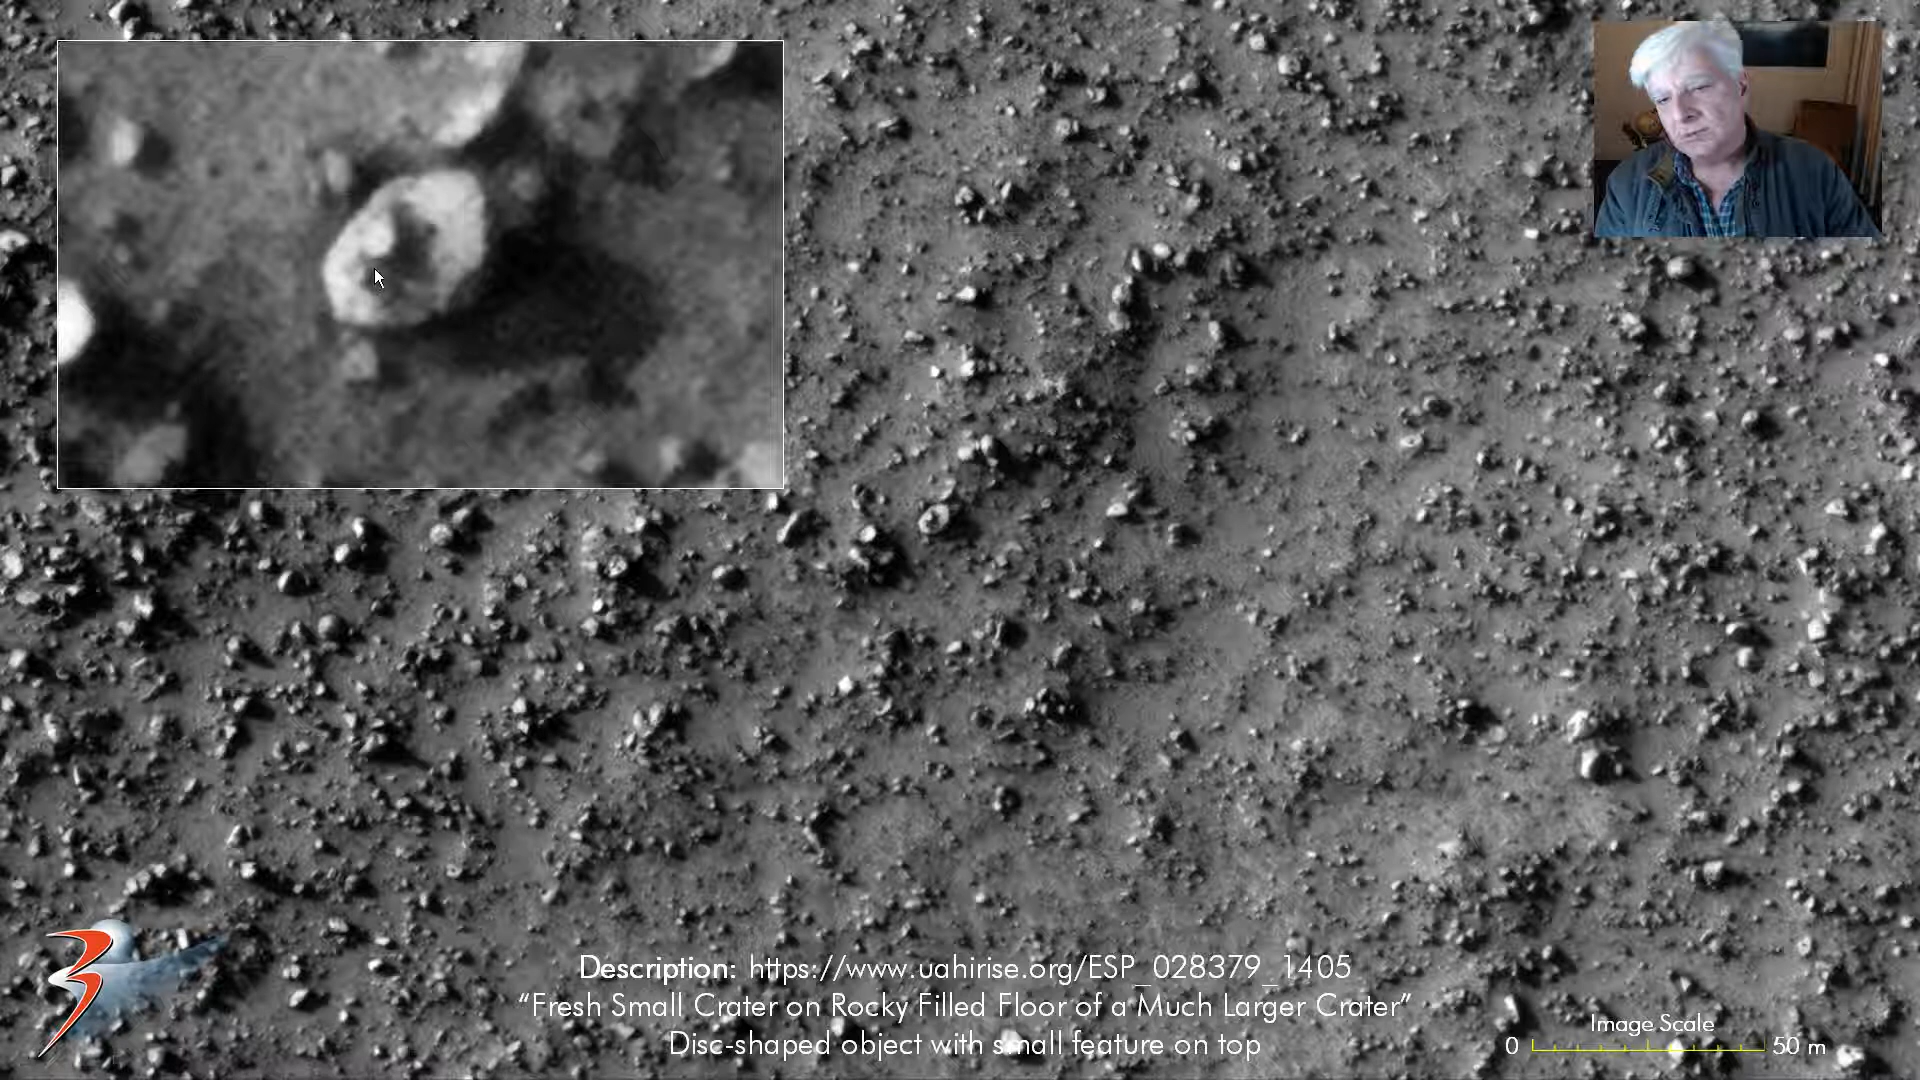 Description: https://www.uahirise.org/ESP_028379_1405
“Fresh Small Crater on Rocky Filled Floor of a Much Larger Crater”
Disc-shaped object with small feature on top
Image Scale
0 50 m